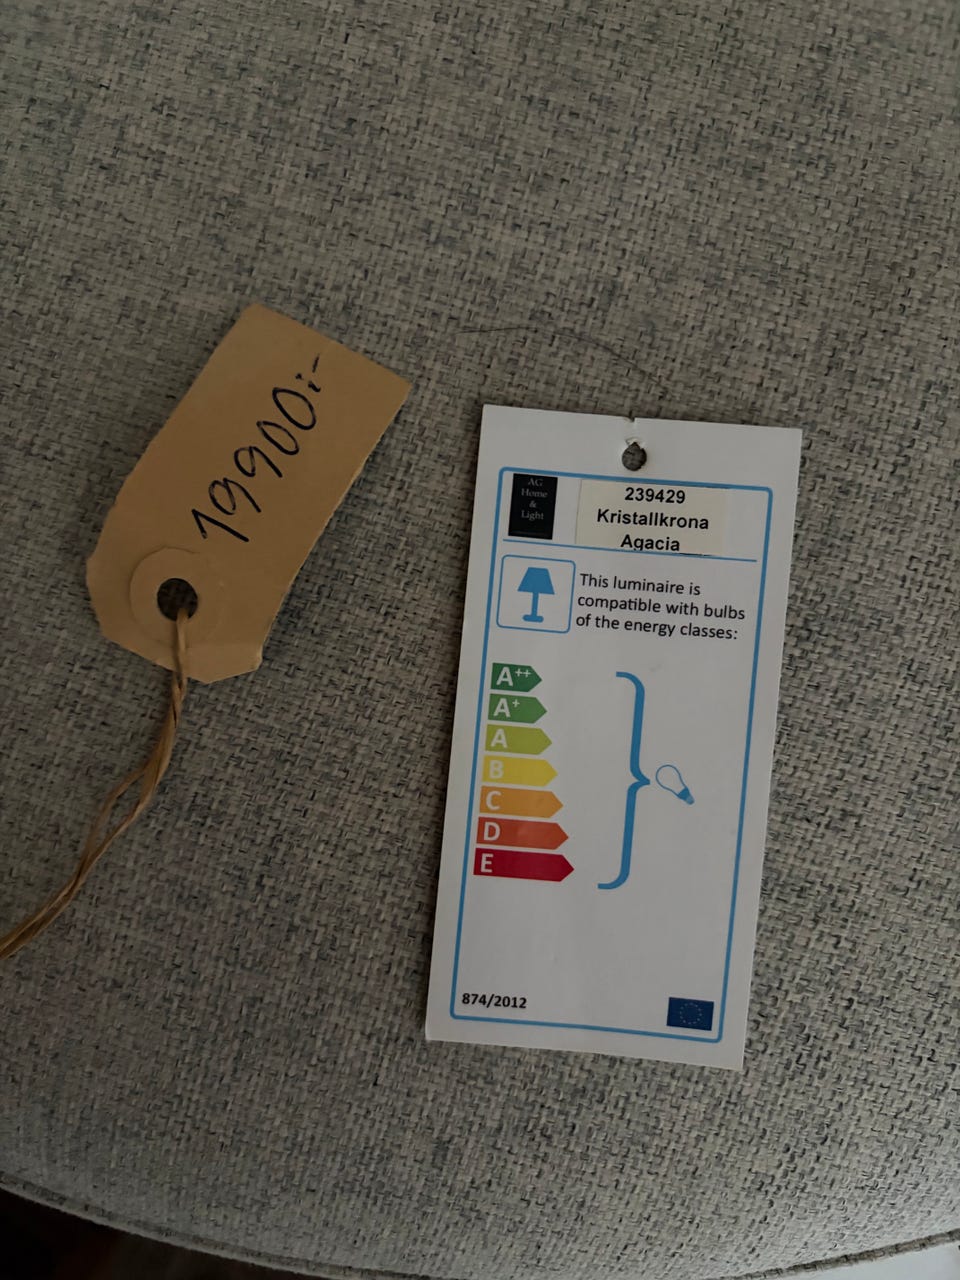 19900:-
AG
Home
&
Light
239429
Kristallkrona
Agacia
This luminaire is
compatible with bulbs
of the energy classes:
A++
A+
A
B
C
D
E
874/2012